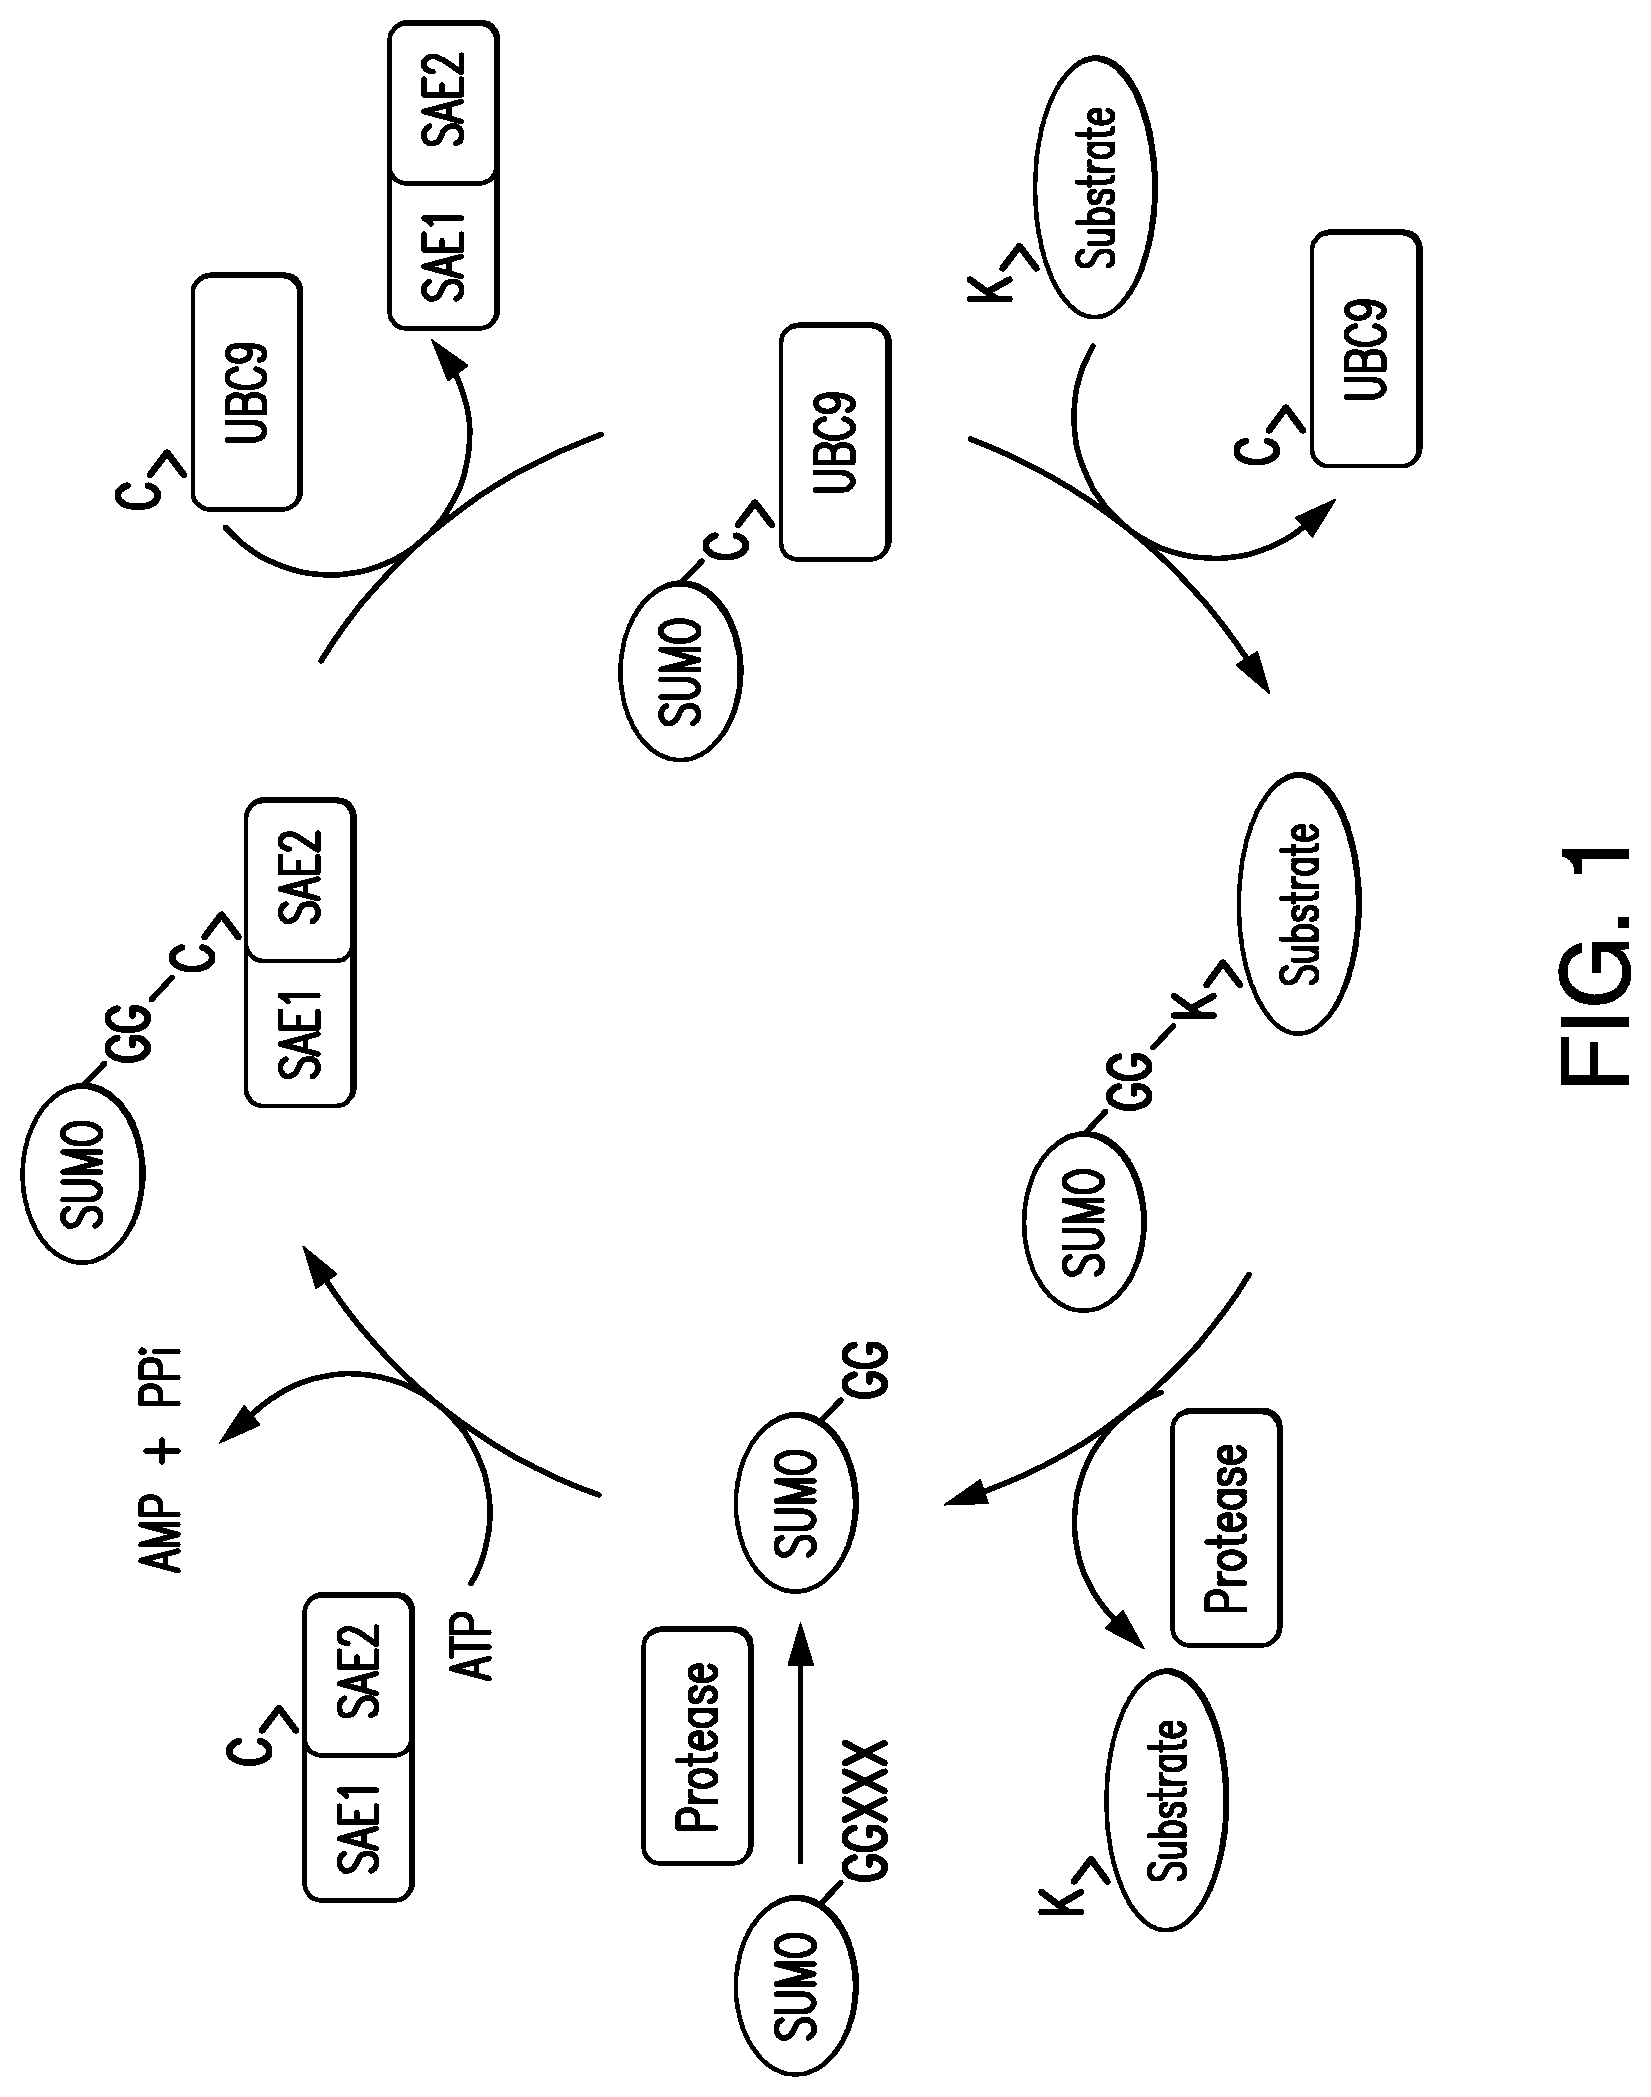 AMP + PPi
SUMO
GG
C
SAE1
SAE2
C
UBC9
C
SAE1
SAE2
ATP
SAE1
SAE2
Protease
SUMO
GGXXX
SUMO
GG
SUMO
C
UBC9
K
Substrate
K
Substrate
Protease
SUMO
GG
K
Substrate
C
UBC9
FIG. 1